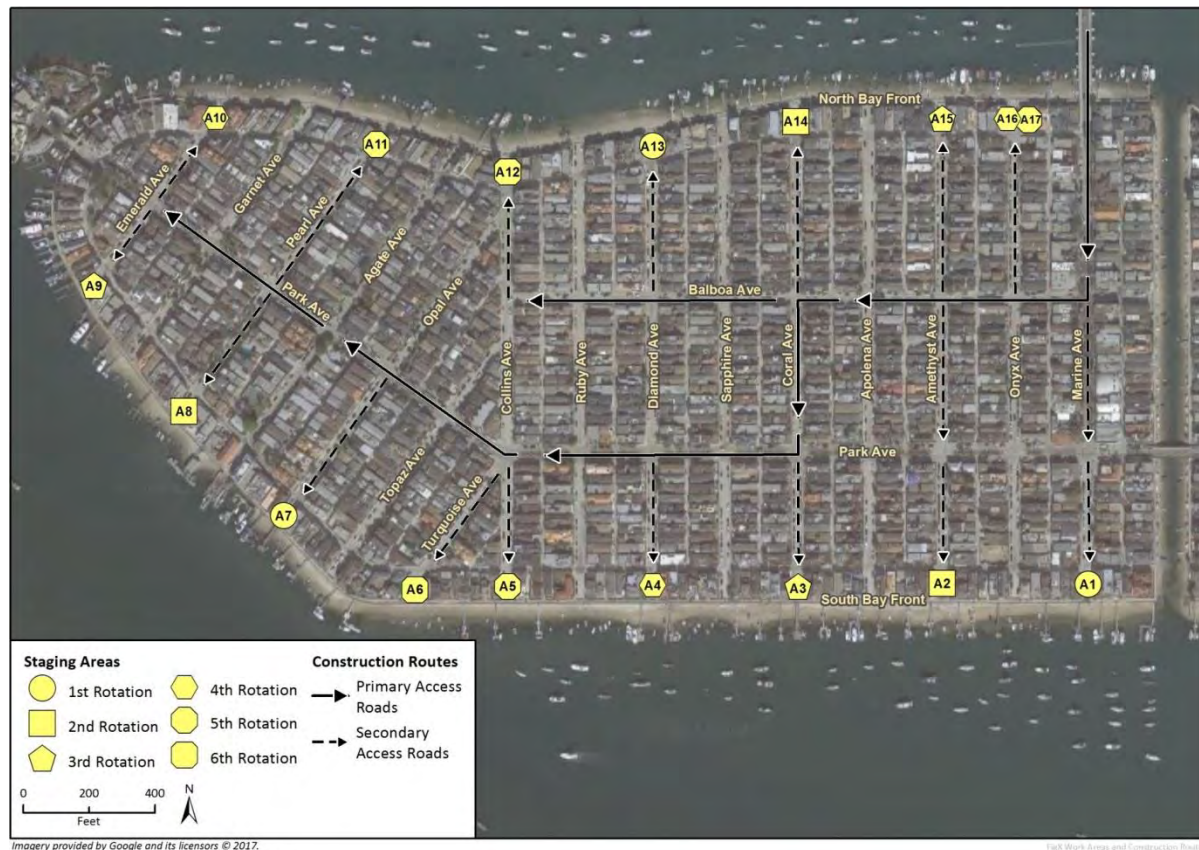 North Bay Front
A10
A11
A12
A13
A14
A15
A16
A17
Emerald Ave
Garnet Ave
Pearl Ave
Agate Ave
Opal Ave
Park Ave
Balboa Ave
Collins Ave
Ruby Ave
Diamond Ave
Sapphire Ave
Coral Ave
Apolena Ave
Amethyst Ave
Onyx Ave
Marine Ave
Park Ave
Topaz Ave
Turquoise Ave
A9
A8
A7
A6
A5
A4
A3
A2
A1
South Bay Front
Staging Areas
1st Rotation
2nd Rotation
3rd Rotation
4th Rotation
5th Rotation
6th Rotation
Construction Routes
Primary Access
Roads
Secondary
Access Roads
0 200 400
Feet
N
Imagery provided by Google and its licensors © 2017.
Work Areas and Construction